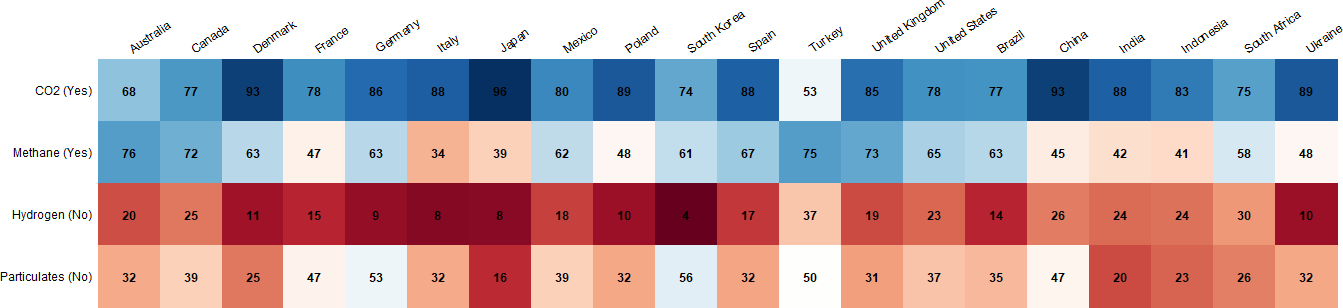 Australia Canada Denmark France Germany Italy Japan Mexico Poland South Korea Spain Turkey United Kingdom United States Brazil China India Indonesia South Africa Ukraine
CO2 (Yes) 68 77 93 78 86 88 96 80 89 74 88 53 85 78 77 93 88 83 75 89
Methane (Yes) 76 72 63 47 63 34 39 62 48 61 67 75 73 65 63 45 42 41 58 48
Hydrogen (No) 20 25 11 15 9 8 8 18 10 4 17 37 19 23 14 26 24 24 30 10
Particulates (No) 32 39 25 47 53 32 16 39 32 56 32 50 31 37 35 47 20 23 26 32